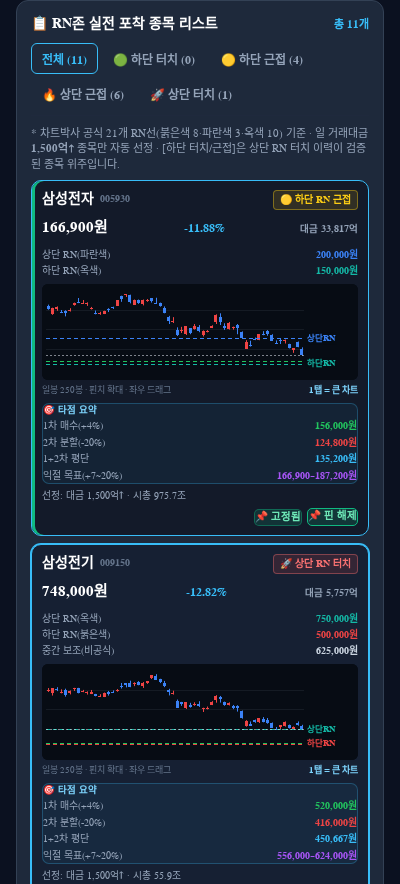 📋 RN존 실전 포착 종목 리스트 총 11개
전체 (11) 🟢 하단 터치 (0) 🟡 하단 근접 (4)
🔥 상단 근접 (6) 🚀 상단 터치 (1)
* 차트박사 공식 21개 RN선(붉은색 8·파란색 3·옥색 10) 기준 · 일 거래대금
1,500억↑ 종목만 자동 선정 · [하단 터치/근접]은 상단 RN 터치 이력이 검증
된 종목 위주입니다.
삼성전자 005930 🟡 하단 RN 근접
166,900원 -11.88% 대금 33,817억
상단 RN(파란색) 200,000원
하단 RN(옥색) 150,000원
상단RN
하단RN
일봉 250봉 · 핀치 확대 · 좌우 드래그 1탭 = 큰 차트
🎯 타점 요약
1차 매수(+4%) 156,000원
2차 분할(-20%) 124,800원
1+2차 평단 135,200원
익절 목표(+7~20%) 166,900~187,200원
선정: 대금 1,500억↑ · 시총 975.7조
📌 고정됨 📌 핀 해제
삼성전기 009150 🚀 상단 RN 터치
748,000원 -12.82% 대금 5,757억
상단 RN(옥색) 750,000원
하단 RN(붉은색) 500,000원
중간 보조(비공식) 625,000원
상단RN
하단RN
일봉 250봉 · 핀치 확대 · 좌우 드래그 1탭 = 큰 차트
🎯 타점 요약
1차 매수(+4%) 520,000원
2차 분할(-20%) 416,000원
1+2차 평단 450,667원
익절 목표(+7~20%) 556,000~624,000원
선정: 대금 1,500억↑ · 시총 55.9조